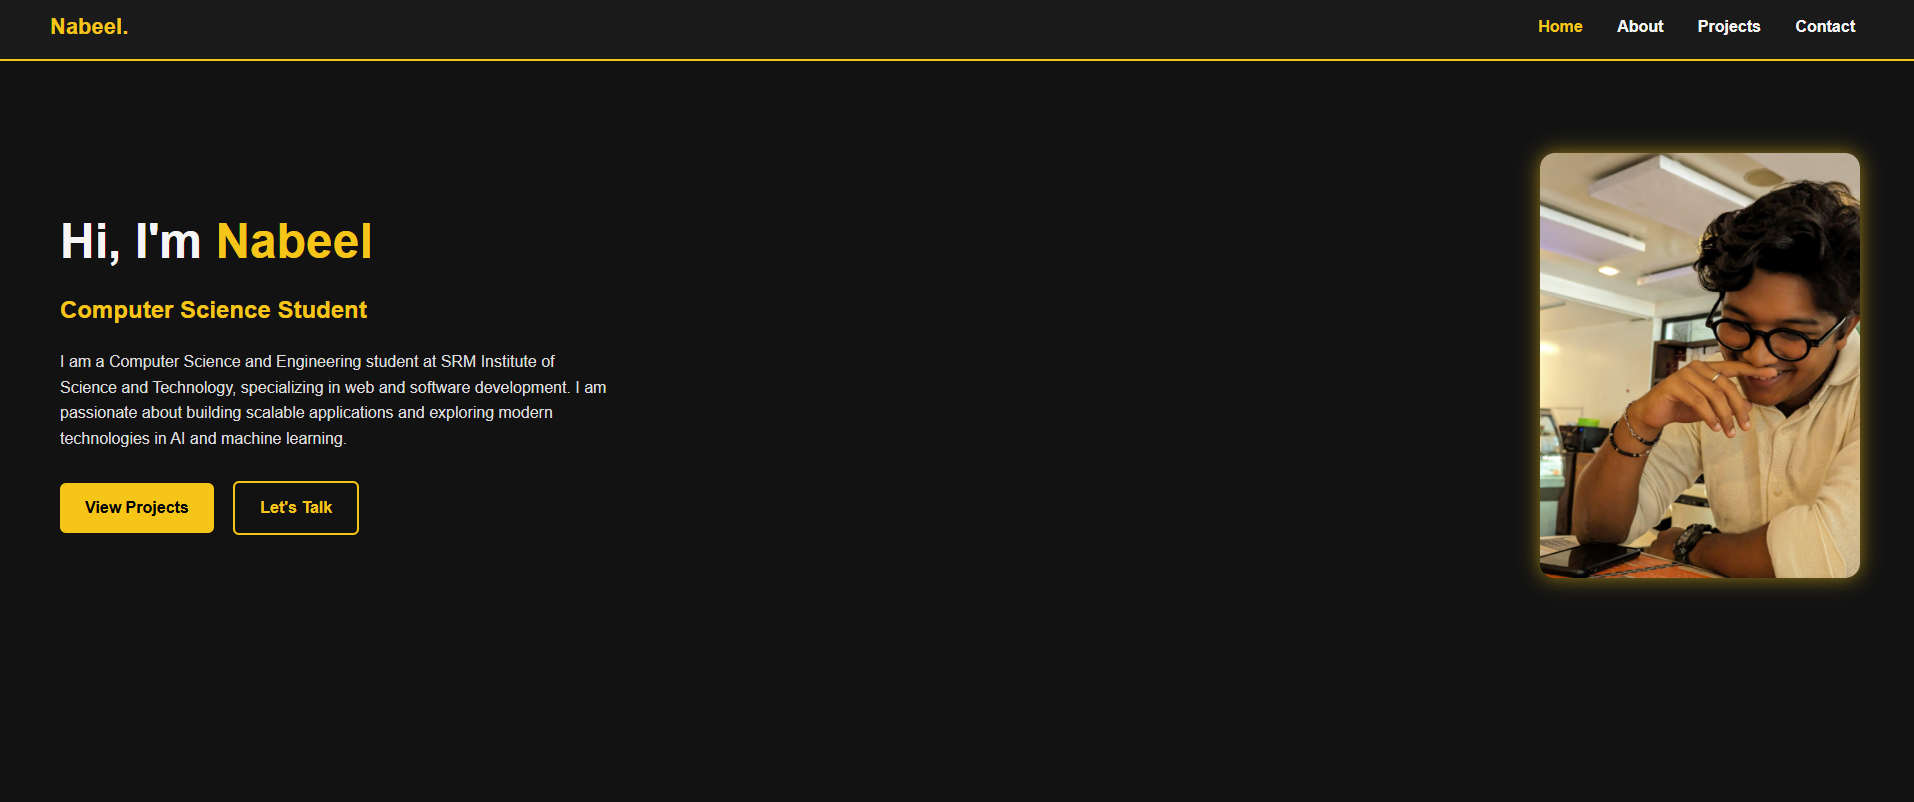 Nabeel.
Home About Projects Contact
Hi, I'm Nabeel
Computer Science Student
I am a Computer Science and Engineering student at SRM Institute of
Science and Technology, specializing in web and software development. I am
passionate about building scalable applications and exploring modern
technologies in AI and machine learning.
View Projects
Let's Talk